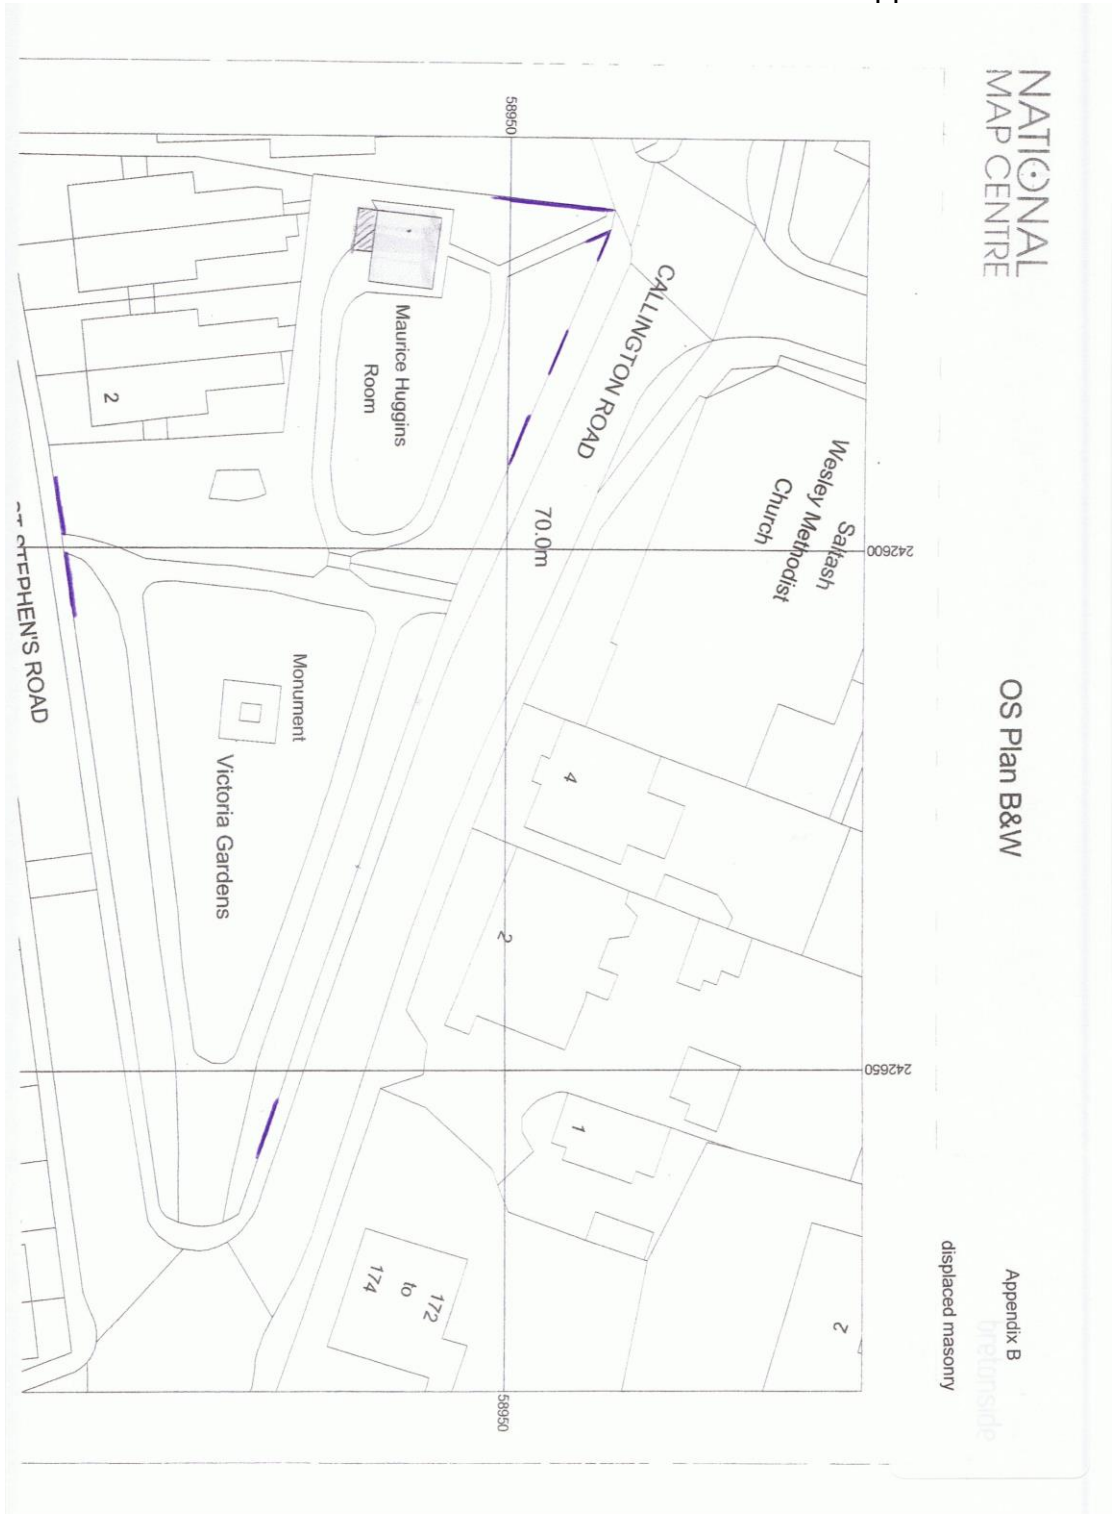 NATIONAL
MAP CENTRE
OS Plan B&W
Appendix B
bretonside
displaced masonry
58950
242600
242650
58950
CALLINGTON ROAD
Saltash
Wesley Methodist
Church
70.0m
Maurice Huggins
Room
2
4
2
1
2
Monument
Victoria Gardens
172
to
174
STEPHEN'S ROAD